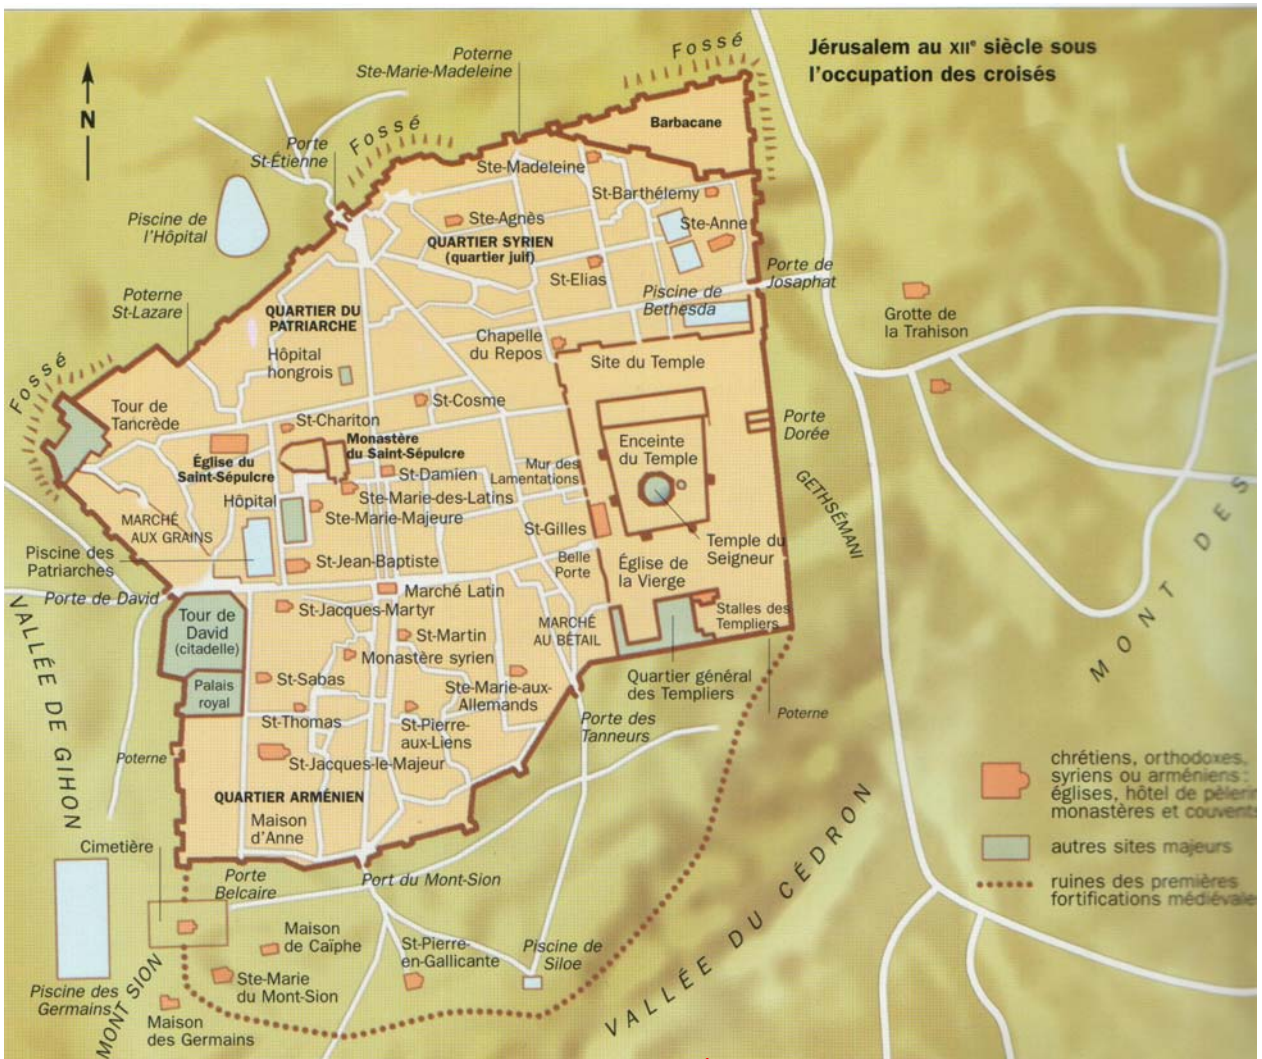 Jérusalem au XIIᵉ siècle sous
l'occupation des croisés
N
Poterne
Ste-Marie-Madeleine
Fossé
Fossé
Fossé
Barbacane
Porte
St-Étienne
Piscine de
l'Hôpital
Ste-Madeleine
St-Barthélemy
Ste-Agnès
Ste-Anne
QUARTIER SYRIEN
(quartier juif)
St-Elias
Porte de
Josaphat
Piscine de
Bethesda
Poterne
St-Lazare
QUARTIER DU
PATRIARCHE
Grotte de
la Trahison
Chapelle
du Repos
Hôpital
hongrois
Site du Temple
Tour de
Tancrède
St-Cosme
St-Chariton
Porte
Dorée
Monastère
du Saint-Sépulcre
Enceinte
du Temple
Église du
Saint-Sépulcre
St-Damien
Mur des
Lamentations
GETHSÉMANI
Hôpital
Ste-Marie-des-Latins
Ste-Marie-Majeure
MARCHÉ
AUX GRAINS
St-Gilles
Temple du
Seigneur
Piscine des
Patriarches
St-Jean-Baptiste
Belle
Porte
Église de
la Vierge
Porte de David
Marché Latin
St-Jacques-Martyr
Stalles des
Templiers
Tour de
David
(citadelle)
St-Martin
MARCHÉ
AU BÉTAIL
Monastère syrien
VALLÉE DE GIHON
MONT DES
Palais
royal
St-Sabas
Ste-Marie-aux-
Allemands
Quartier général
des Templiers
St-Thomas
St-Pierre-
aux-Liens
Porte des
Tanneurs
Poterne
Poterne
St-Jacques-le-Majeur
QUARTIER ARMÉNIEN
Maison
d'Anne
chrétiens, orthodoxes,
syriens ou arméniens :
églises, hôtel de pèlerin
monastères et couvents
Cimetière
autres sites majeurs
Porte
Belcaire
Port du Mont-Sion
ruines des premières
fortifications médiévale
VALLÉE DU CÉDRON
Maison
de Caïphe
St-Pierre-
en-Gallicante
Piscine de
Siloe
Piscine des
Germains
MONT SION
Ste-Marie
du Mont-Sion
Maison
des Germains